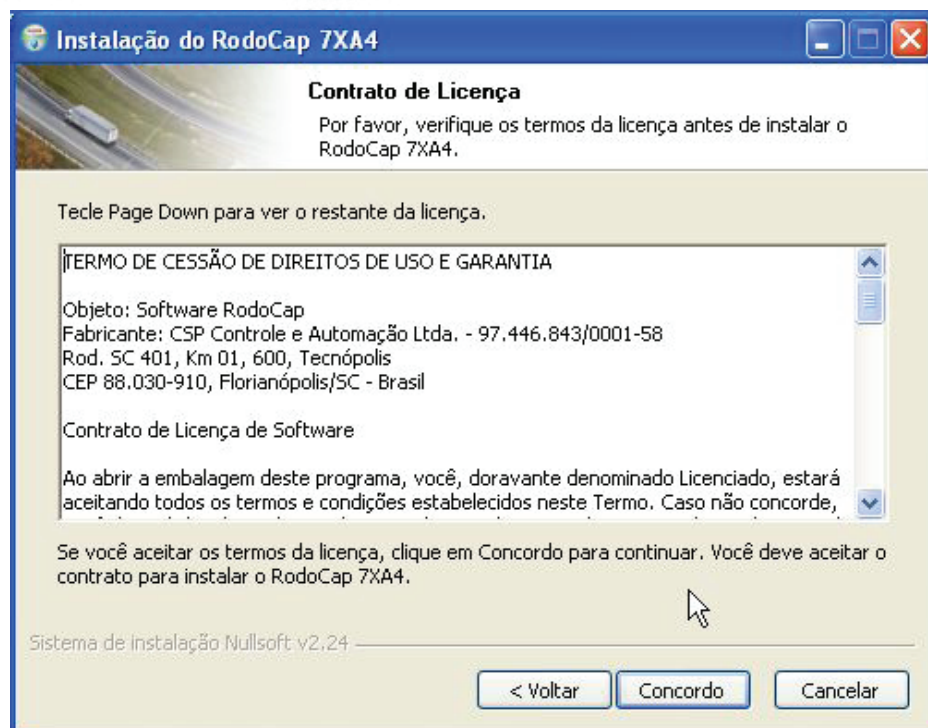 Instalação do RodoCap 7XA4
Contrato de Licença
Por favor, verifique os termos da licença antes de instalar o
RodoCap 7XA4.
Tecle Page Down para ver o restante da licença.
TERMO DE CESSÃO DE DIREITOS DE USO E GARANTIA
Objeto: Software RodoCap
Fabricante: CSP Controle e Automação Ltda. - 97.446.843/0001-58
Rod. SC 401, Km 01, 600, Tecnópolis
CEP 88.030-910, Florianópolis/SC - Brasil
Contrato de Licença de Software
Ao abrir a embalagem deste programa, você, doravante denominado Licenciado, estará
aceitando todos os termos e condições estabelecidos neste Termo. Caso não concorde,
Se você aceitar os termos da licença, clique em Concordo para continuar. Você deve aceitar o
contrato para instalar o RodoCap 7XA4.
Sistema de instalação Nullsoft v2.24
< Voltar
Concordo
Cancelar